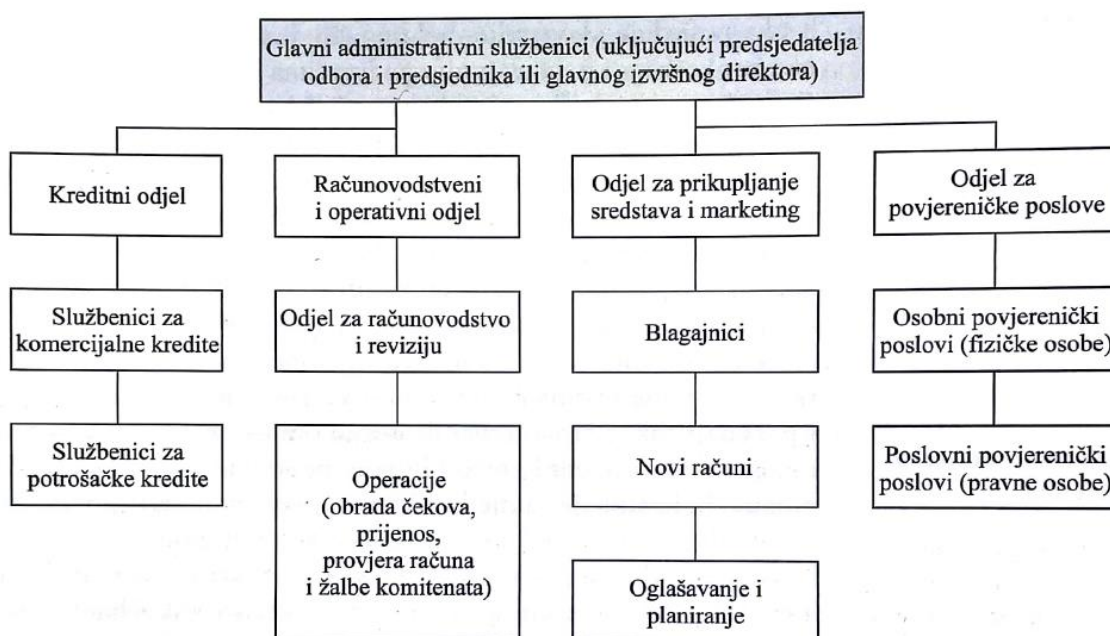 Glavni administrativni službenici (uključujući predsjedatelja
odbora i predsjednika ili glavnog izvršnog direktora)
Kreditni odjel
Računovodstveni
i operativni odjel
Odjel za prikupljanje
sredstava i marketing
Odjel za
povjereničke poslove
Službenici za
komercijalne kredite
Odjel za računovodstvo
i reviziju
Blagajnici
Osobni povjerenički
poslovi (fizičke osobe)
Službenici za
potrošačke kredite
Operacije
(obrada čekova,
prijenos,
provjera računa
i žalbe komitenata)
Novi računi
Poslovni povjerenički
poslovi (pravne osobe)
Oglašavanje i
planiranje